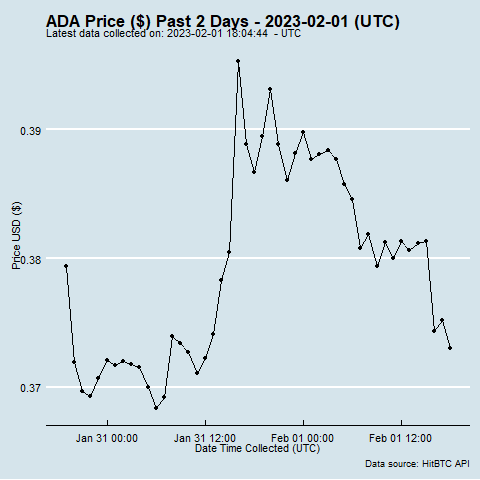 ADA Price ($) Past 2 Days - 2023-02-01 (UTC)
Latest data collected on: 2023-02-01 18:04:44 - UTC
0.39
0.38
0.37
Price USD ($)
Jan 31 00:00
Jan 31 12:00
Feb 01 00:00
Feb 01 12:00
Date Time Collected (UTC)
Data source: HitBTC API